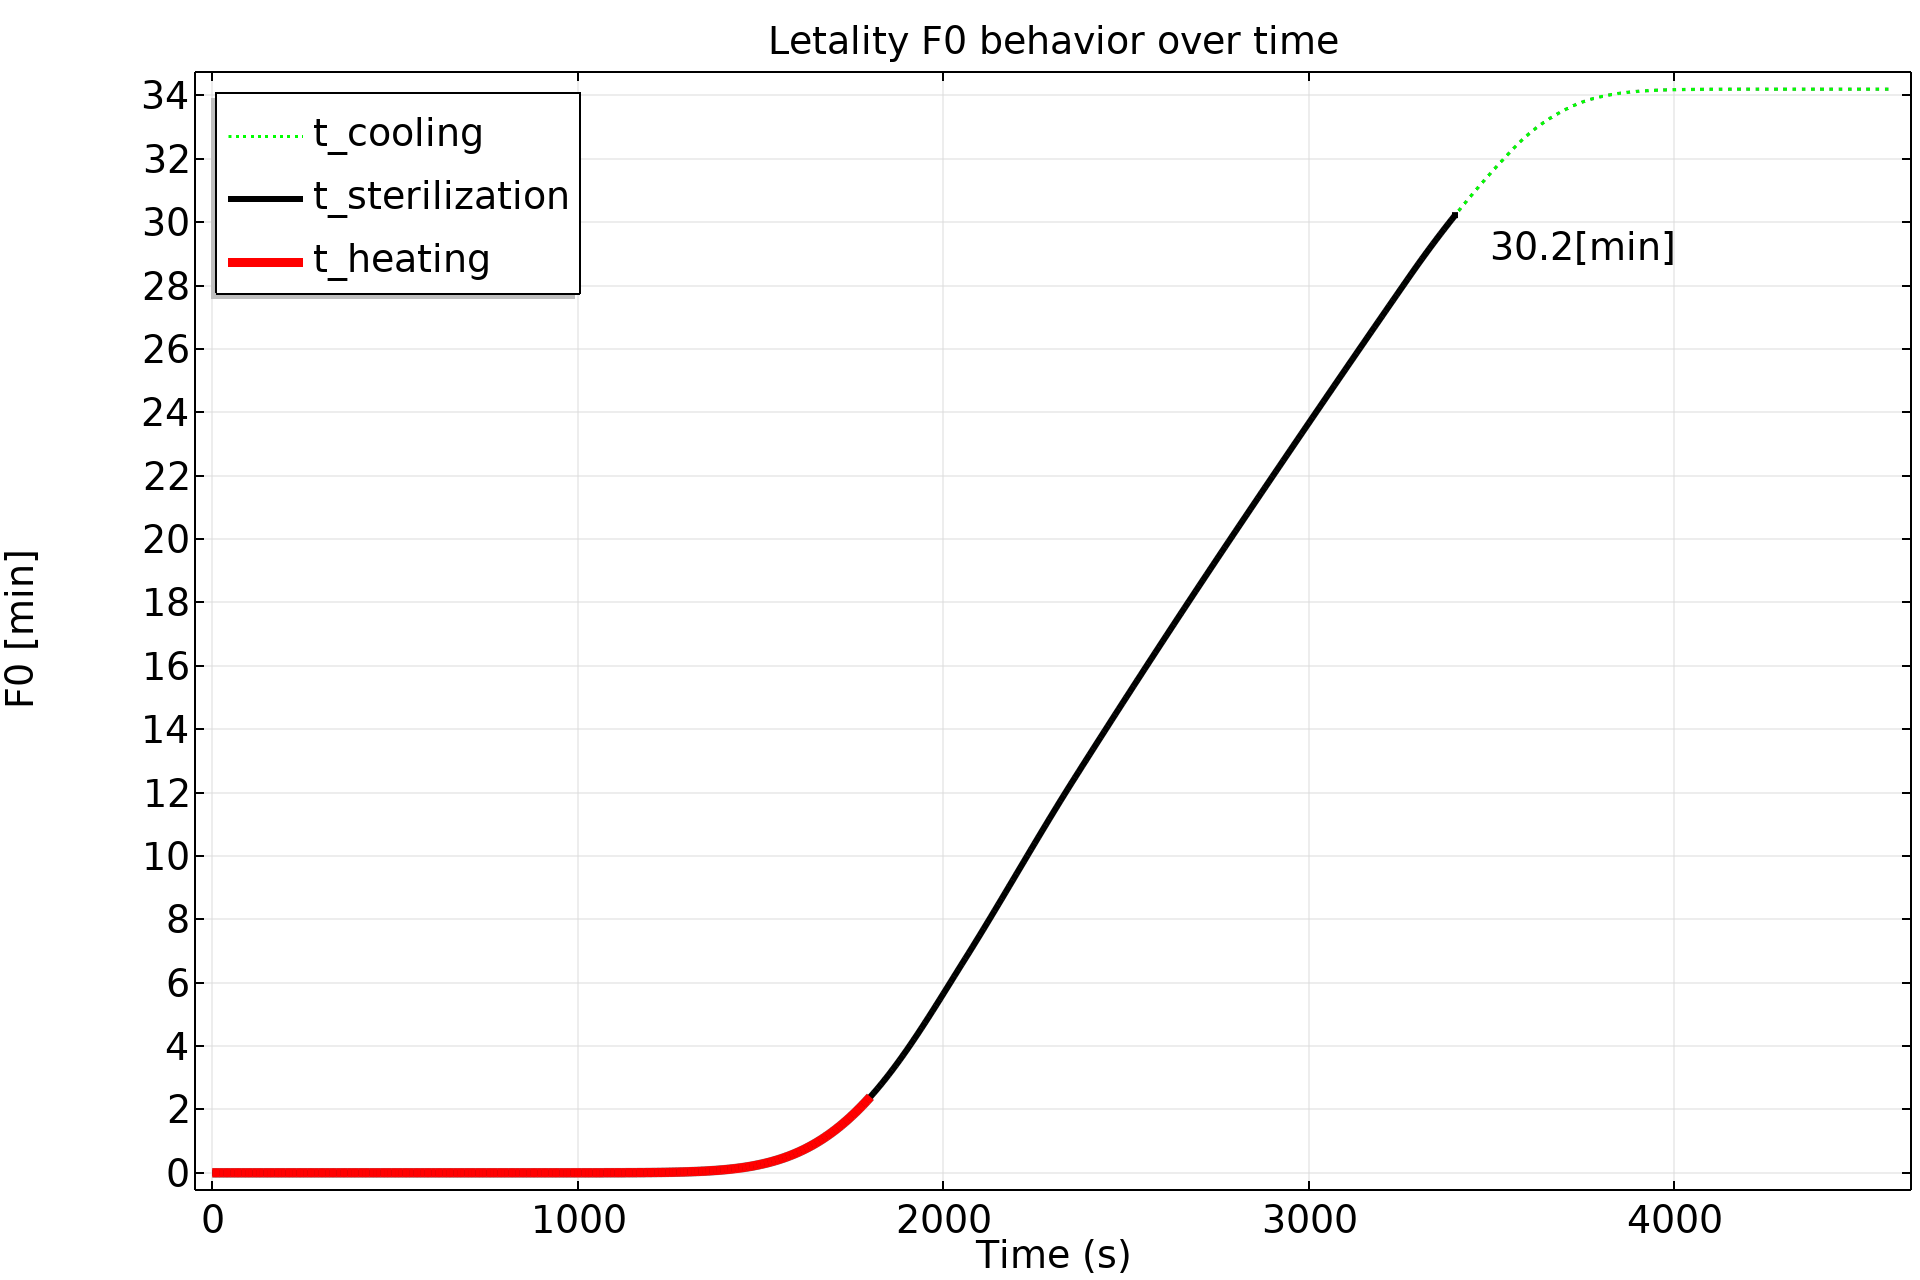 Letality F0 behavior over time
t_cooling
t_sterilization
t_heating
30.2[min]
F0 [min]
34
32
30
28
26
24
22
20
18
16
14
12
10
8
6
4
2
0
0 1000 2000 3000 4000
Time (s)